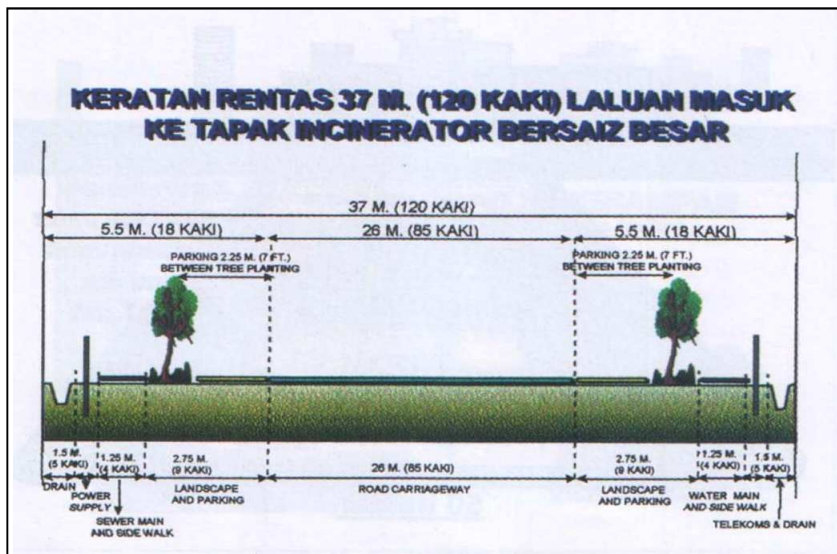 KERATAN RENTAS 37 M. (120 KAKI) LALUAN MASUK
KE TAPAK INCINERATOR BERSAIZ BESAR
37 M. (120 KAKI)
5.5 M. (18 KAKI)
26 M. (85 KAKI)
5.5 M. (18 KAKI)
PARKING 2.25 M. (7 FT.)
BETWEEN TREE PLANTING
PARKING 2.25 M. (7 FT.)
BETWEEN TREE PLANTING
1.5 M.
(5 KAKI)
DRAIN
POWER
SUPPLY
1.25 M.
(4 KAKI)
SEWER MAIN
AND SIDE WALK
2.75 M.
(9 KAKI)
LANDSCAPE
AND PARKING
26 M. (85 KAKI)
ROAD CARRIAGEWAY
2.75 M.
(9 KAKI)
LANDSCAPE
AND PARKING
1.25 M.
(4 KAKI)
WATER MAIN
AND SIDE WALK
1.5 M.
(5 KAKI)
TELEKOMS & DRAIN